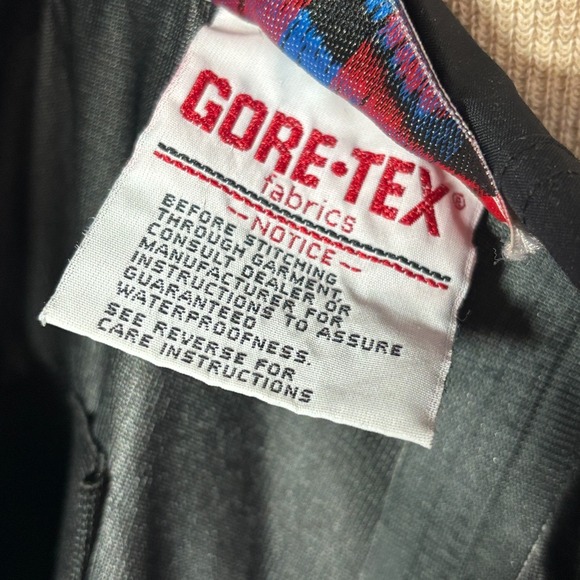 GORE·TEX®
fabrics
-- NOTICE --
BEFORE STITCHING
THROUGH GARMENT,
CONSULT DEALER OR
MANUFACTURER FOR
INSTRUCTIONS TO ASSURE
GUARANTEED
WATERPROOFNESS.
SEE REVERSE FOR
CARE INSTRUCTIONS